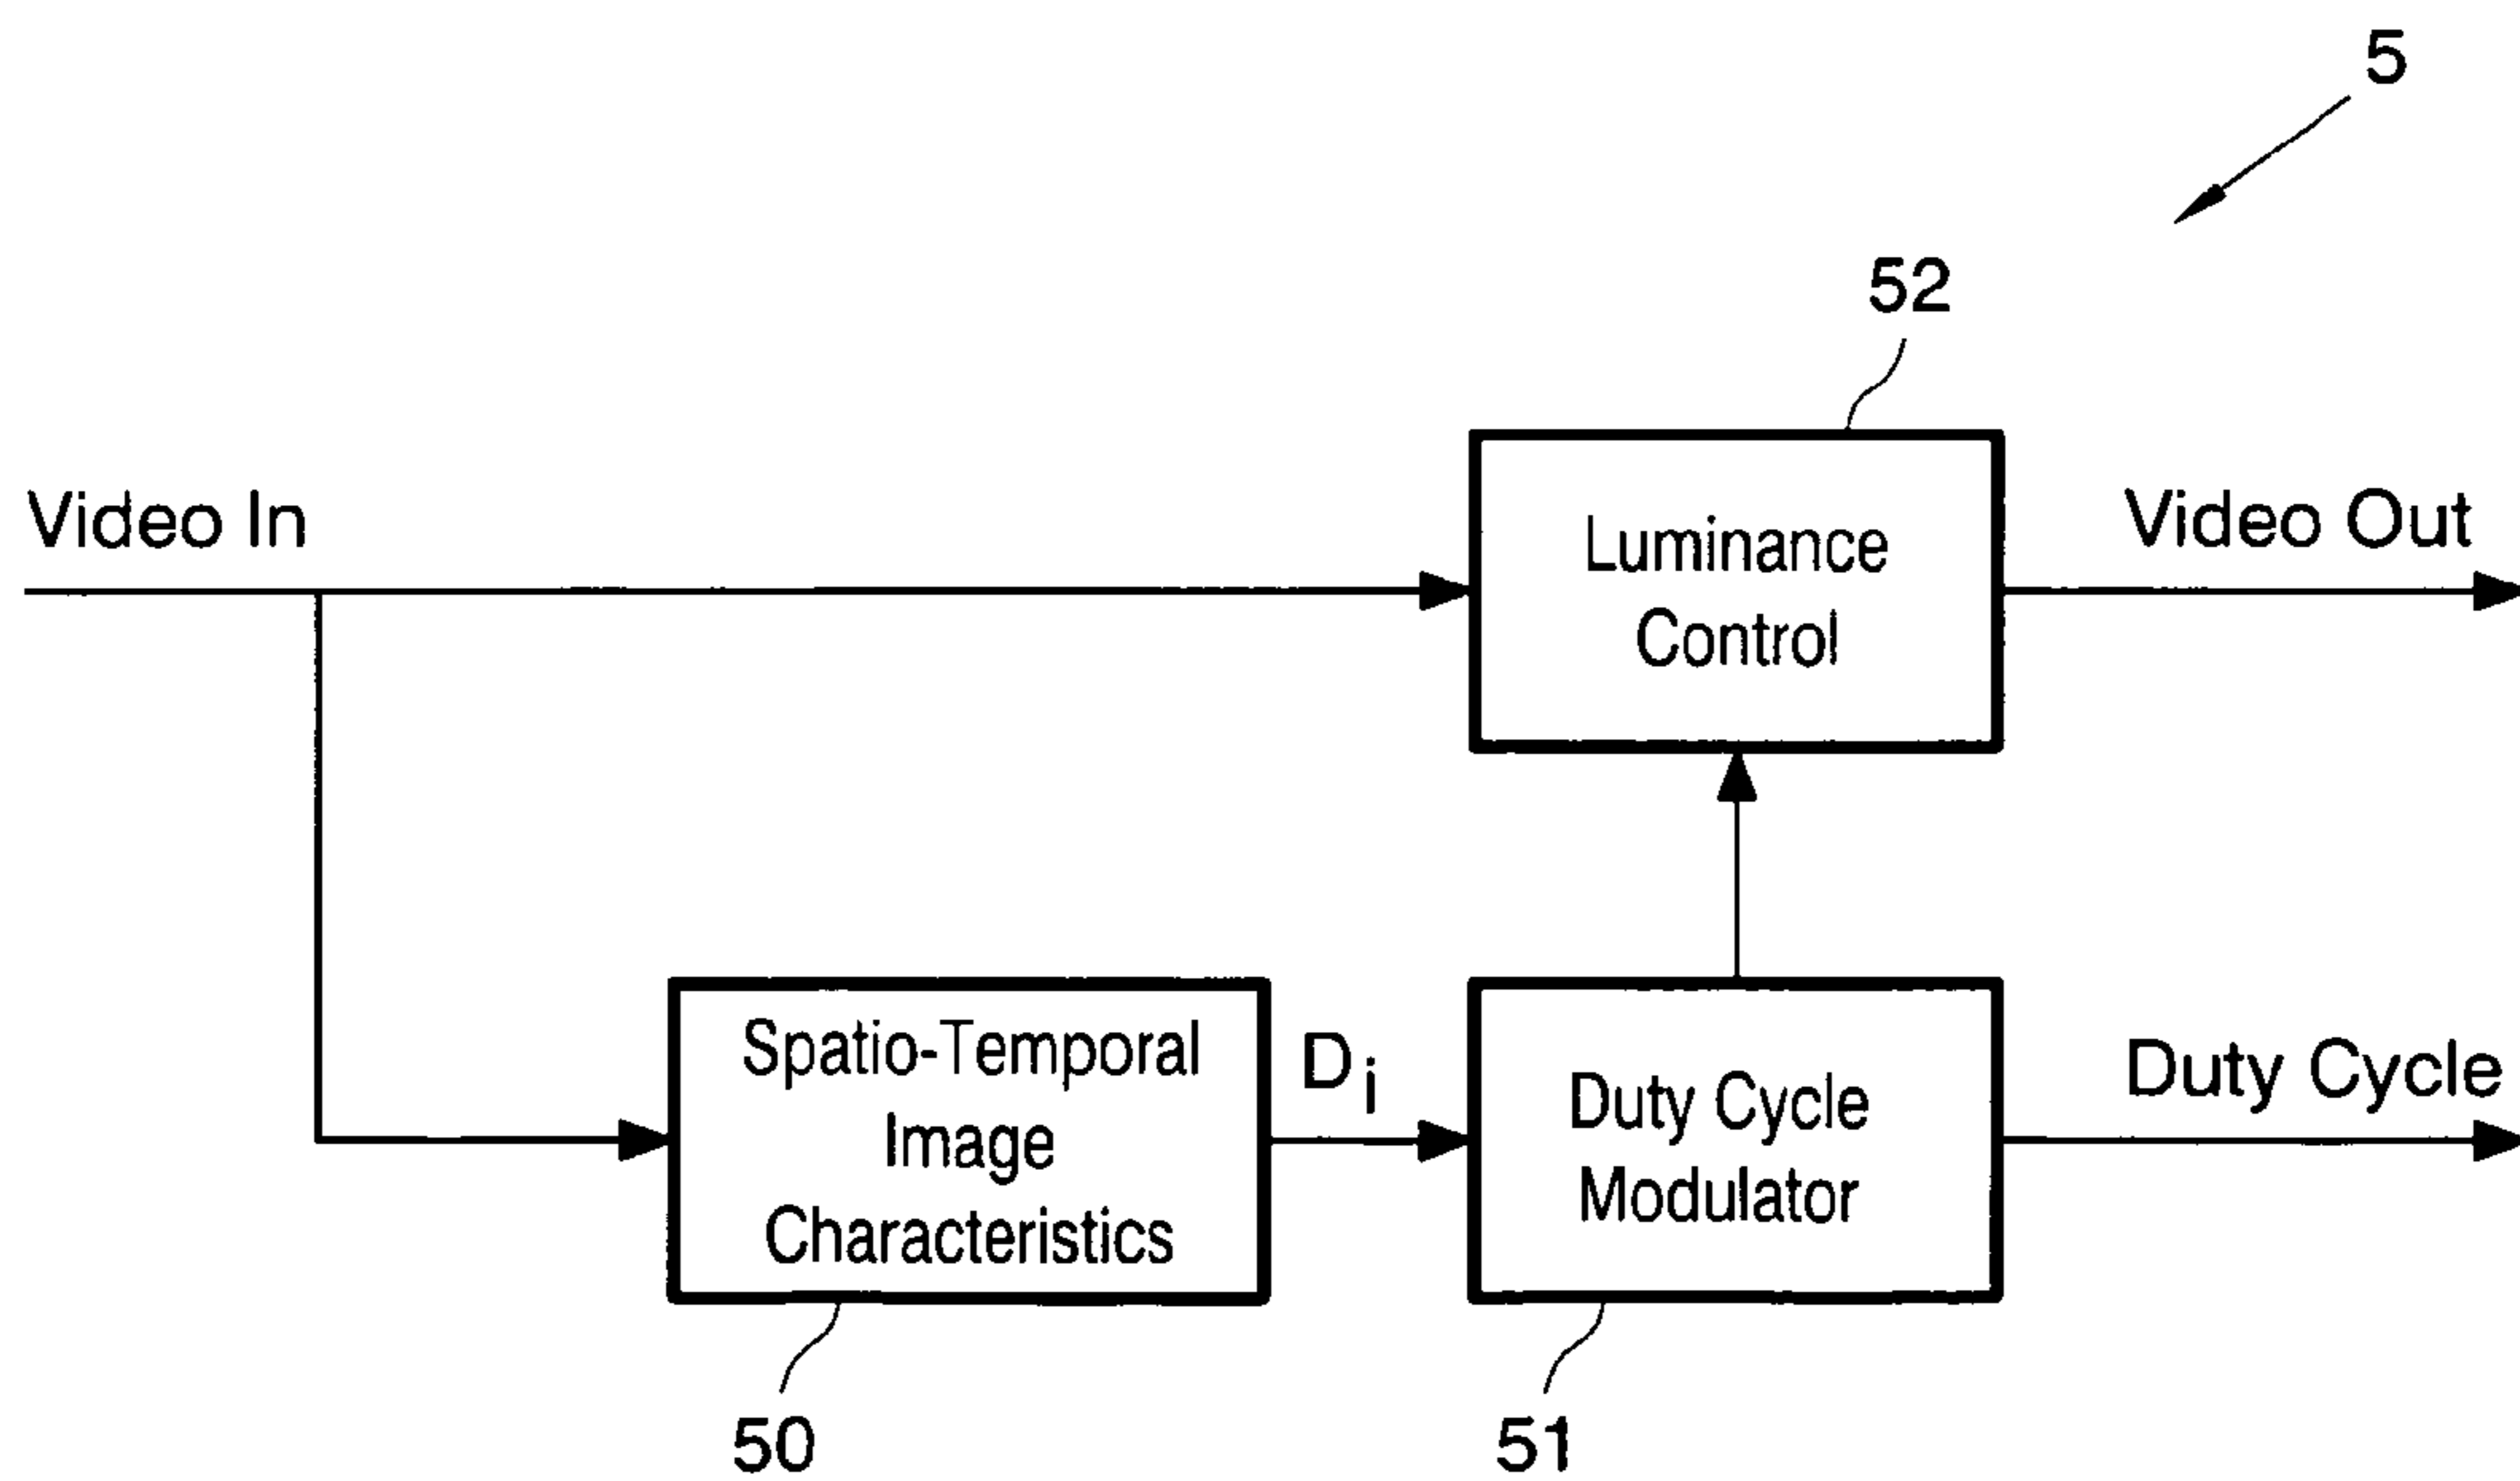 5
52
Video In
Luminance
Control
Video Out
Spatio-Temporal
Image
Characteristics
Di
Duty Cycle
Modulator
Duty Cycle
50
51